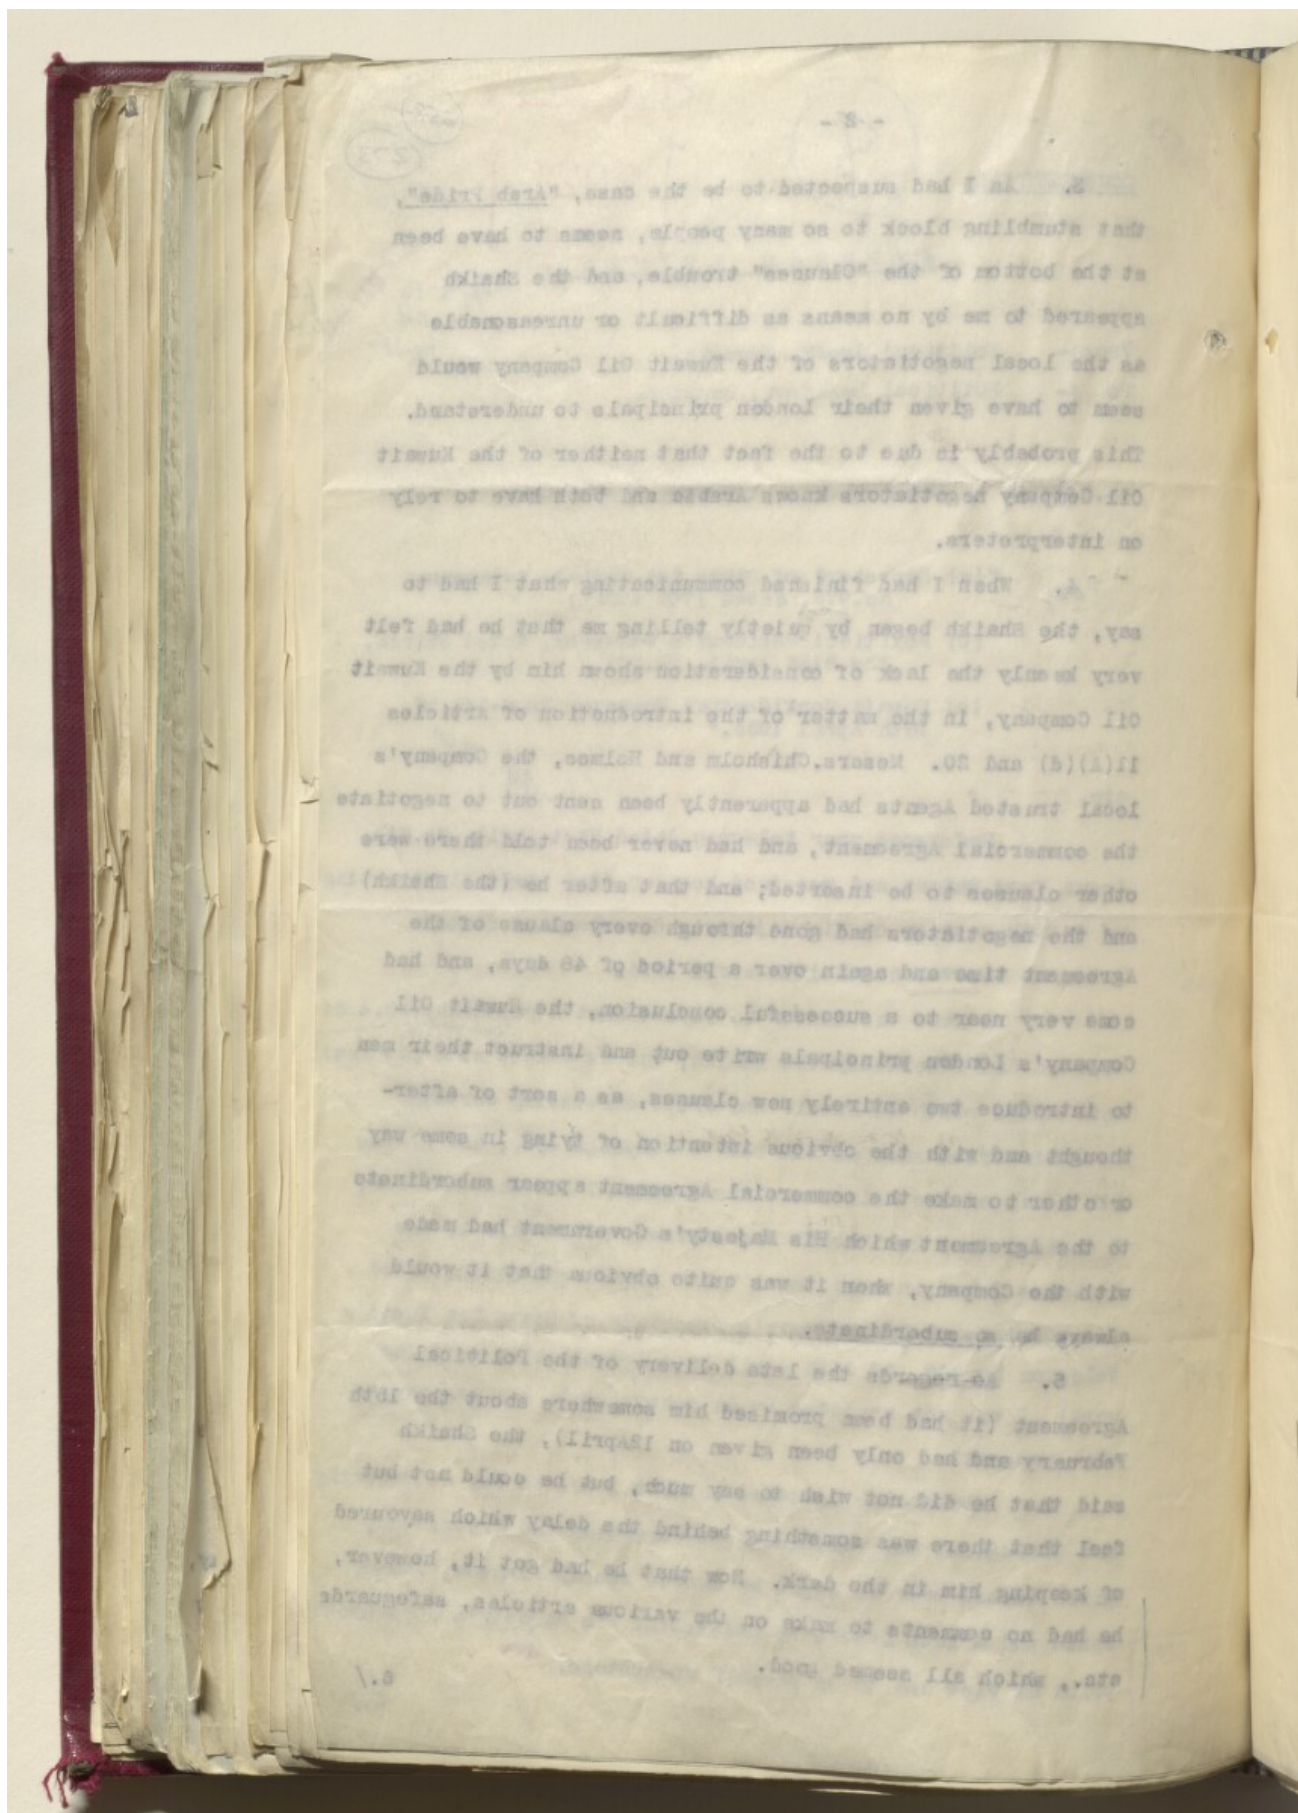 - 2 -
3. As I had suspected to be the case, "Arab Pride",
that stumbling block to so many people, seems to have been
at the bottom of the "Clauses" trouble, and the Shaikh
appeared to me by no means as difficult or unreasonable
as the local negotiators of the Kuwait Oil Company would
seem to have given their London principals to understand.
This probably is due to the fact that neither of the Kuwait
Oil Company negotiators knows Arabic and both have to rely
on interpreters.
4. When I had finished communicating what I had to
say, the Shaikh began by quietly telling me that he had felt
very keenly the lack of consideration shown him by the Kuwait
Oil Company, in the matter of the introduction of Articles
11(A)(d) and 20. Messrs.Chisholm and Holmes, the Company's
local trusted Agents had apparently been sent out to negotiate
the commercial Agreement, and had never been told there were
other clauses to be inserted; and that after he (the Shaikh)
and the negotiators had gone through every clause of the
Agreement time and again over a period of 48 days, and had
come very near to a successful conclusion, the Kuwait Oil
Company's London principals write out and instruct their men
to introduce two entirely new clauses, as a sort of after-
thought and with the obvious intention of tying in some way
or other to make the commercial Agreement appear subordinate
to the Agreement which His Majesty's Government had made
with the Company, when it was quite obvious that it would
always be so subordinate.
5. As regards the late delivery of the Political
Agreement (it had been promised him somewhere about the 18th
February and had only been given on 12April), the Shaikh
said that he did not wish to say much, but he could not but
feel that there was something behind the delay which savoured
of keeping him in the dark. Now that he had got it, however,
he had no comments to make on the various articles, safeguards
etc., which all seemed good.
6./